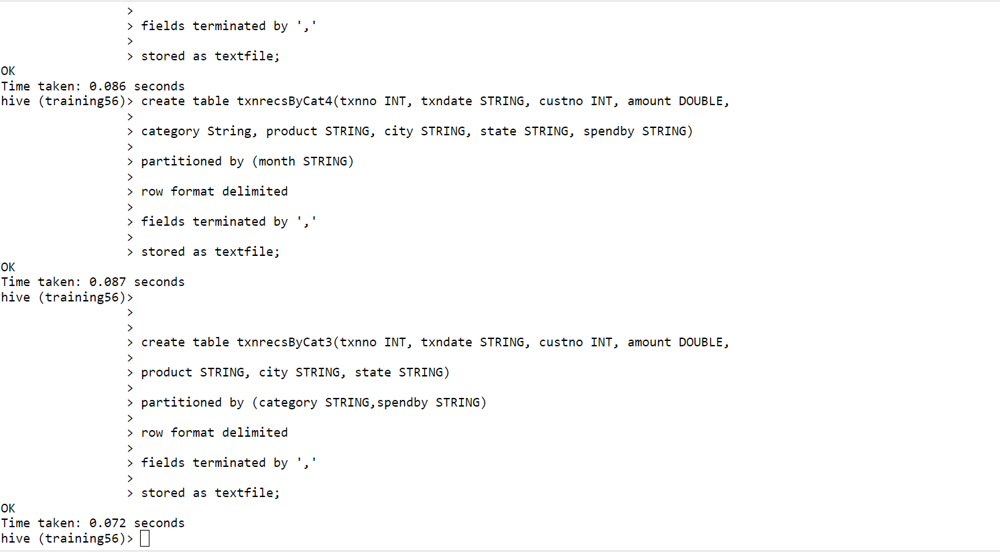 >
> fields terminated by ','
>
> stored as textfile;
OK
Time taken: 0.086 seconds
hive (training56)> create table txnrecsByCat4(txnno INT, txndate STRING, custno INT, amount DOUBLE,
>
> category String, product STRING, city STRING, state STRING, spendby STRING)
>
> partitioned by (month STRING)
>
> row format delimited
>
> fields terminated by ','
>
> stored as textfile;
OK
Time taken: 0.087 seconds
hive (training56)>
>
>
> create table txnrecsByCat3(txnno INT, txndate STRING, custno INT, amount DOUBLE,
>
> product STRING, city STRING, state STRING)
>
> partitioned by (category STRING,spendby STRING)
>
> row format delimited
>
> fields terminated by ','
>
> stored as textfile;
OK
Time taken: 0.072 seconds
hive (training56)>